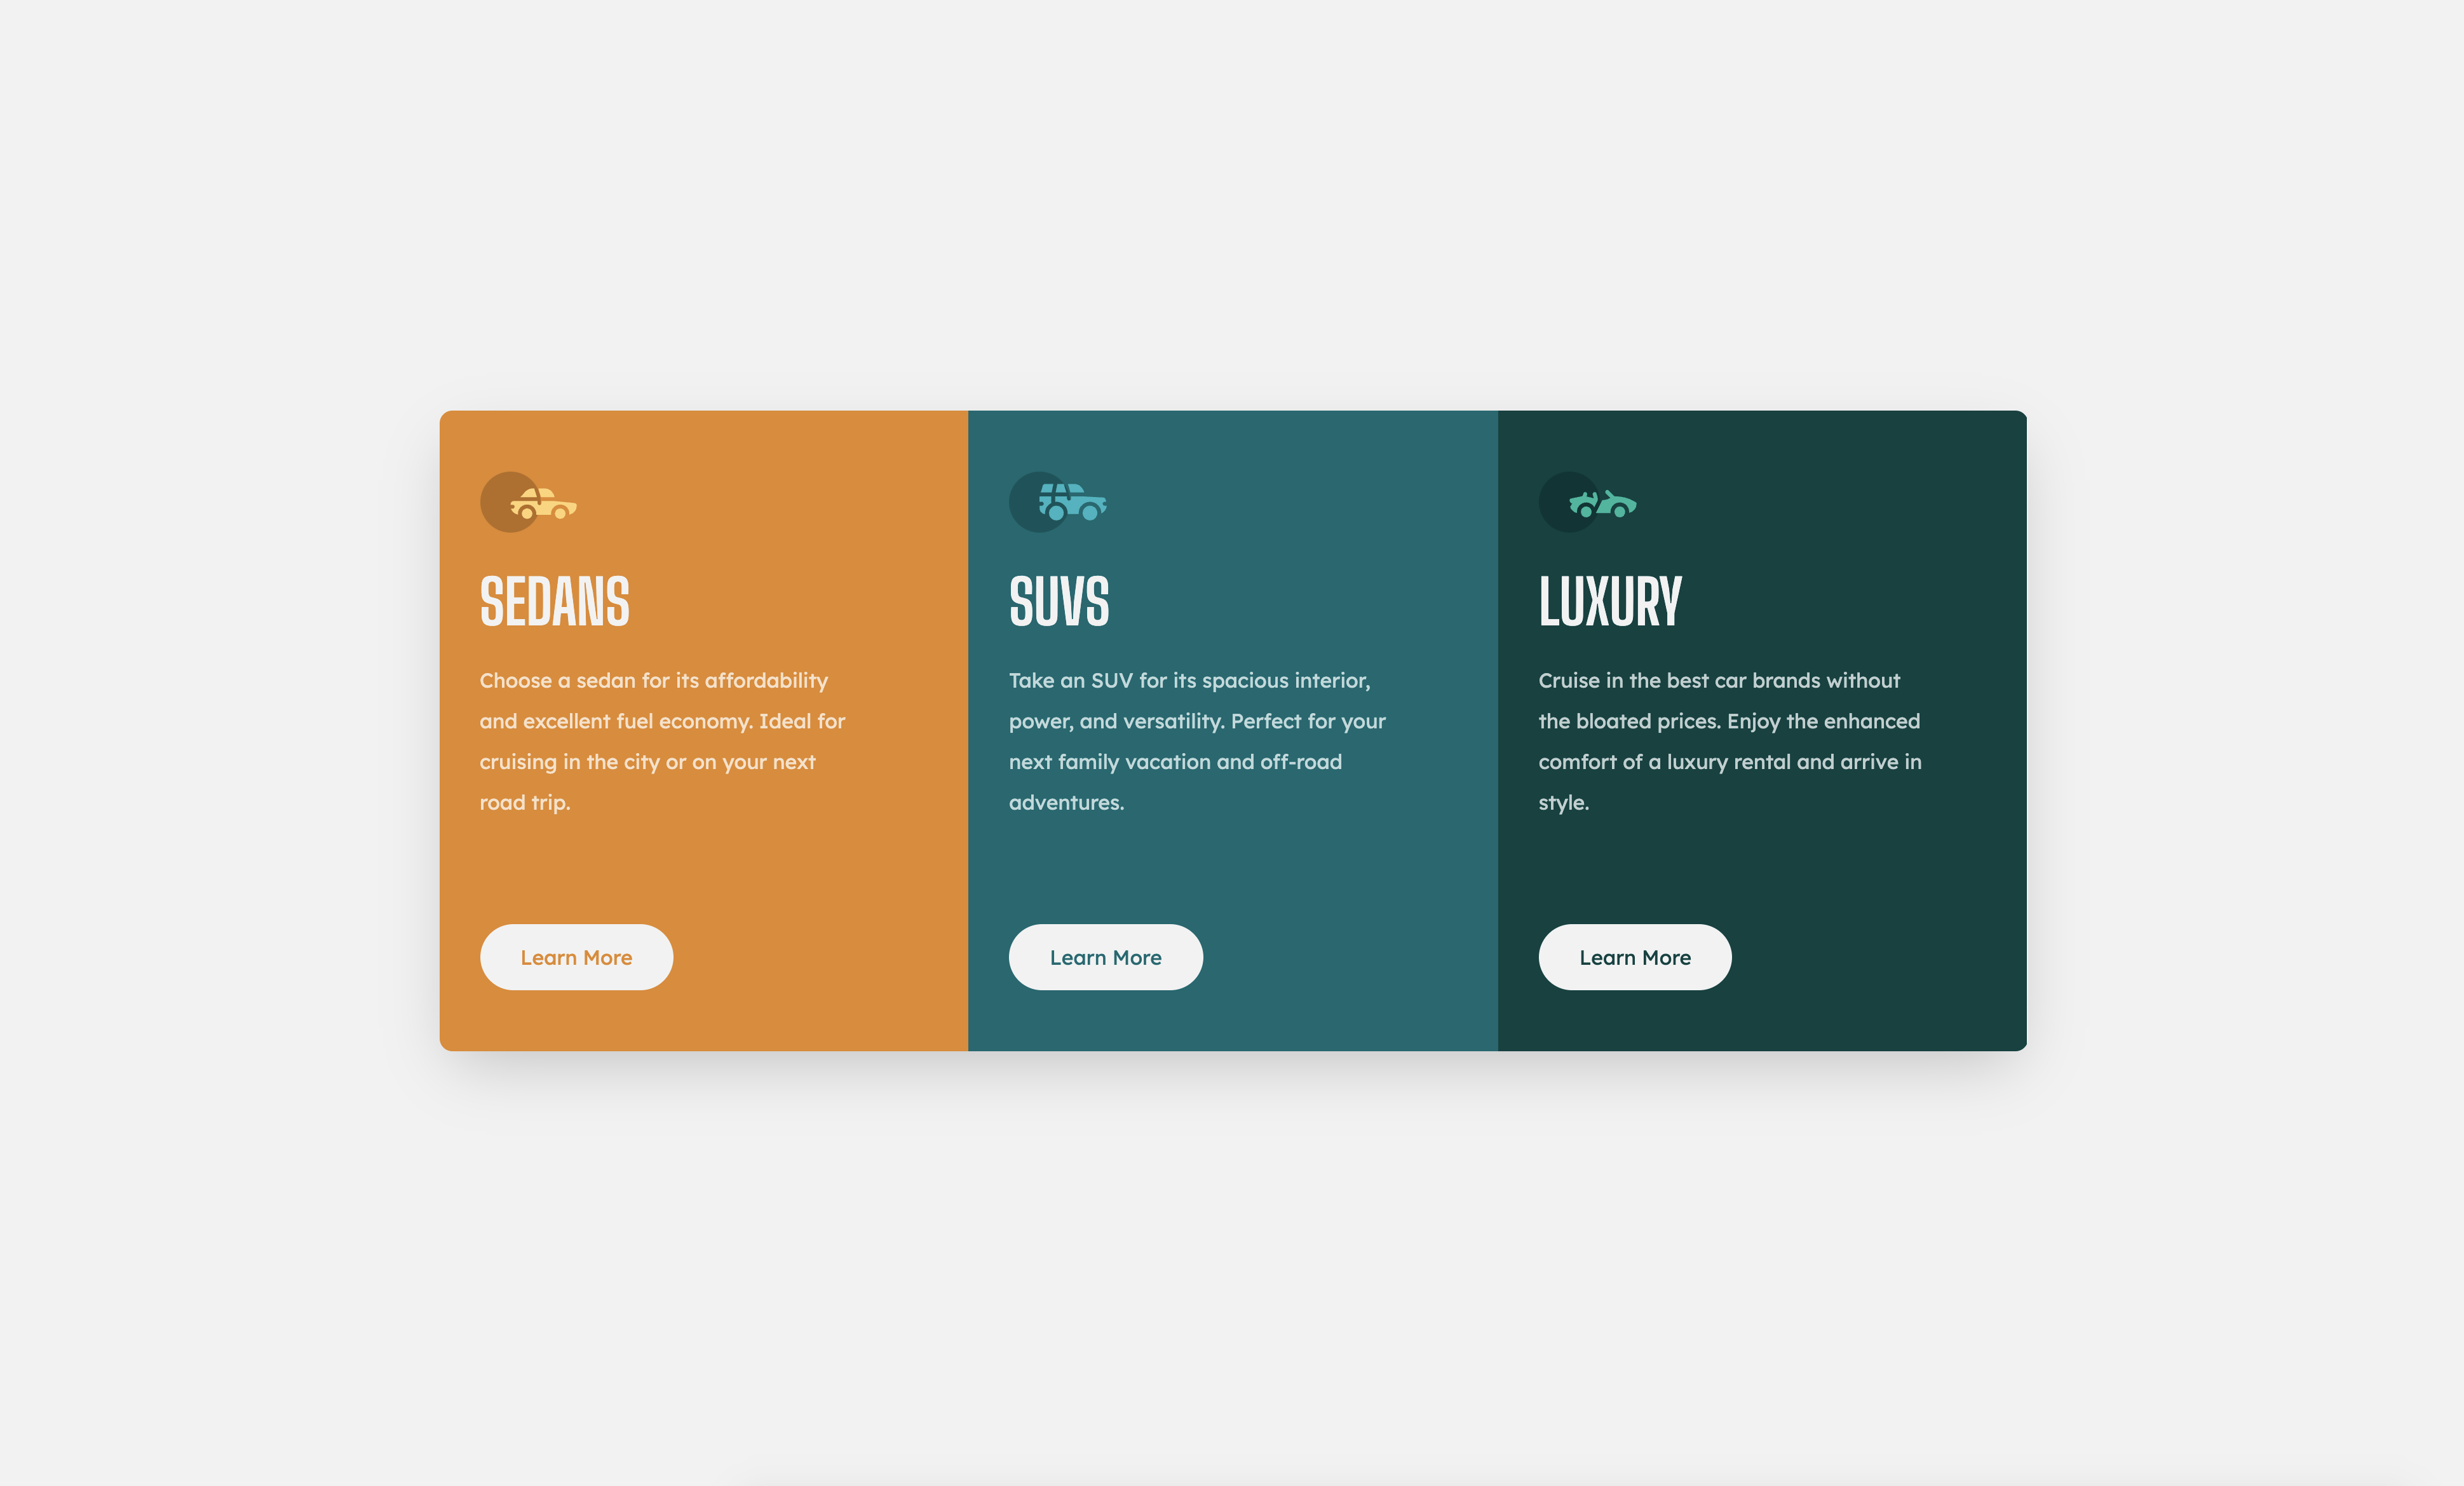 SEDANS
Choose a sedan for its affordability
and excellent fuel economy. Ideal for
cruising in the city or on your next
road trip.
Learn More
SUVS
Take an SUV for its spacious interior,
power, and versatility. Perfect for your
next family vacation and off-road
adventures.
Learn More
LUXURY
Cruise in the best car brands without
the bloated prices. Enjoy the enhanced
comfort of a luxury rental and arrive in
style.
Learn More